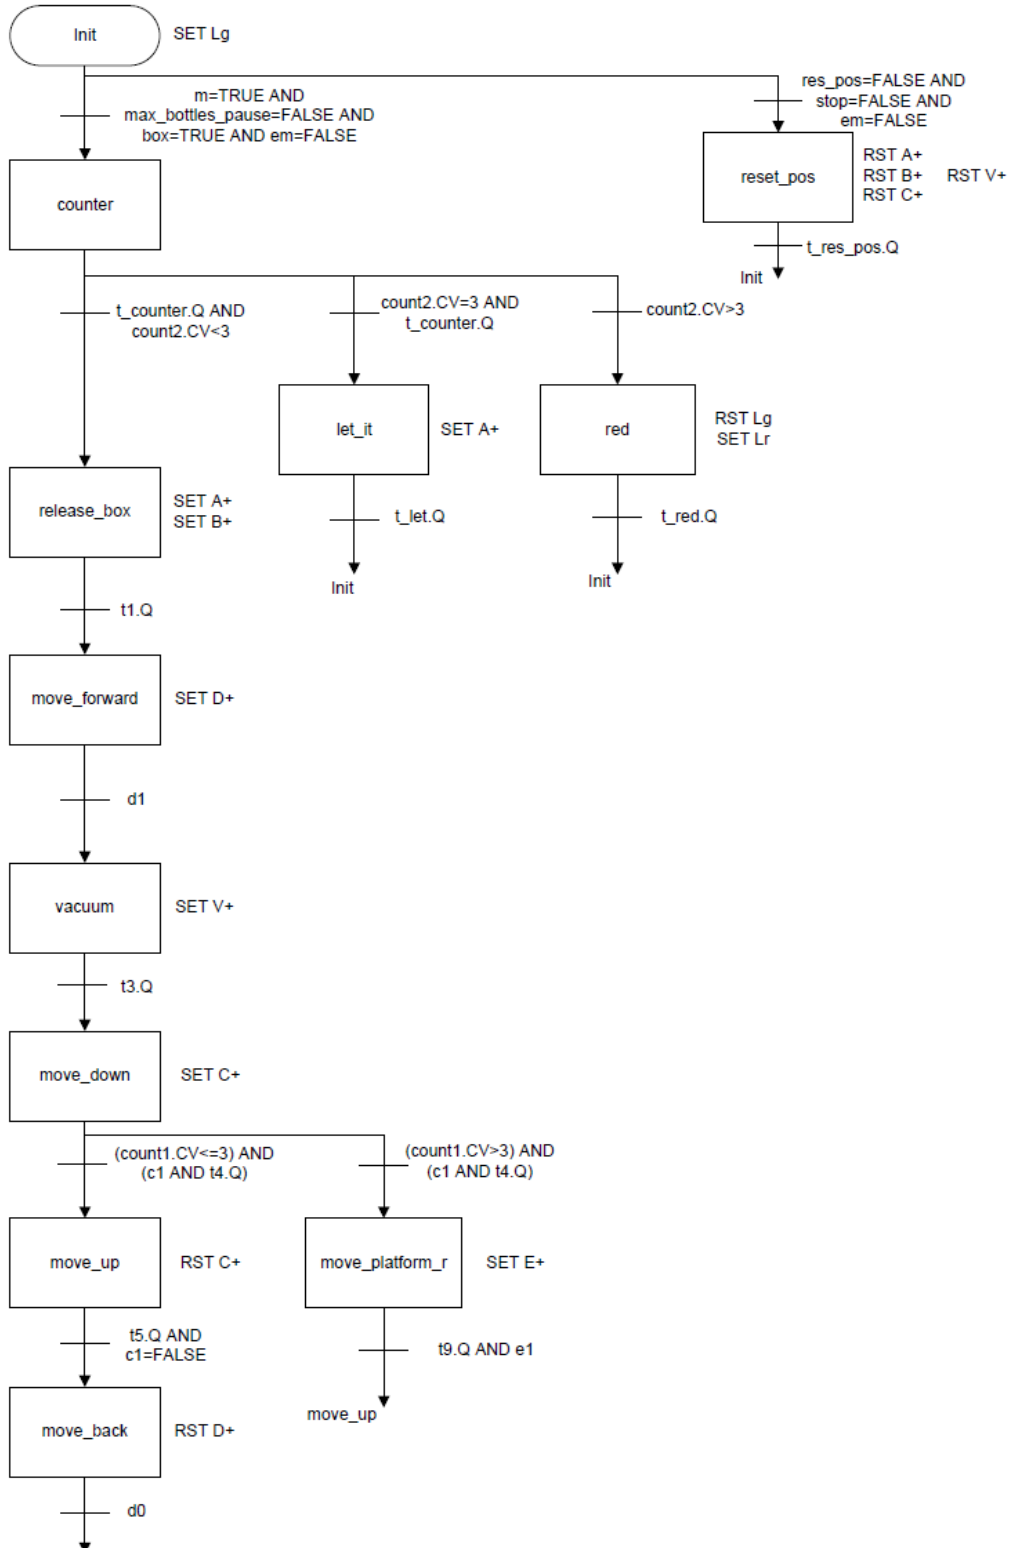 Init
SET Lg
m=TRUE AND
max_bottles_pause=FALSE AND
box=TRUE AND em=FALSE
res_pos=FALSE AND
stop=FALSE AND
em=FALSE
counter
reset_pos
RST A+
RST B+
RST C+
RST V+
t_res_pos.Q
Init
t_counter.Q AND
count2.CV<3
count2.CV=3 AND
t_counter.Q
count2.CV>3
let_it
SET A+
red
RST Lg
SET Lr
release_box
SET A+
SET B+
t_let.Q
Init
t_red.Q
Init
t1.Q
move_forward
SET D+
d1
vacuum
SET V+
t3.Q
move_down
SET C+
(count1.CV<=3) AND
(c1 AND t4.Q)
(count1.CV>3) AND
(c1 AND t4.Q)
move_up
RST C+
move_platform_r
SET E+
t5.Q AND
c1=FALSE
t9.Q AND e1
move_up
move_back
RST D+
d0